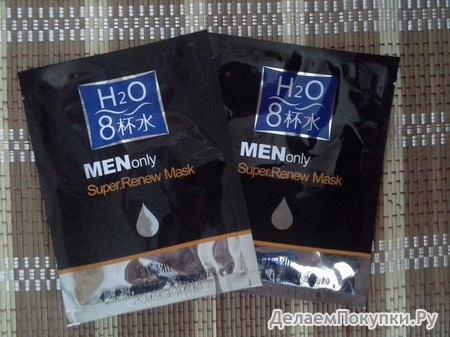 H2O
8杯水
MENonly
Super.Renew Mask
H2O
8杯水
MENonly
Super.Renew Mask
ДелаемПокупки.Ру